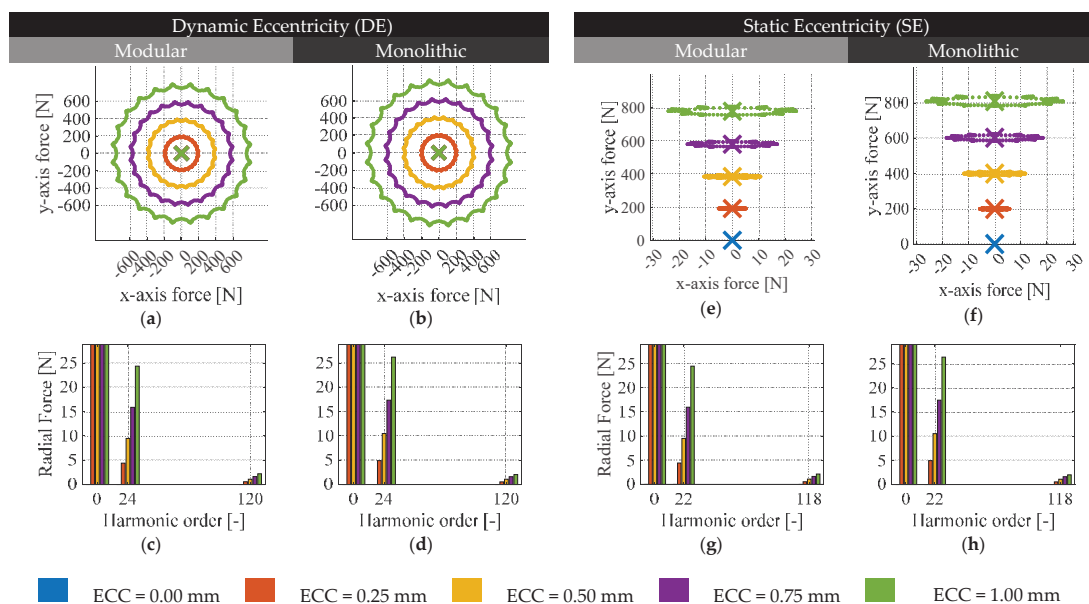 Dynamic Eccentricity (DE)
Modular Monolithic
y-axis force [N]
600
400
200
0
-200
-400
-600
-600
-400
-200
0
200
400
600
x-axis force [N]
(a)
600
400
200
0
-200
-400
-600
-600
-400
-200
0
200
400
600
x-axis force [N]
(b)
Static Eccentricity (SE)
Modular Monolithic
y-axis force [N]
800
600
400
200
0
-30
-20
-10
0
10
20
30
x-axis force [N]
(e)
y-axis force [N]
800
600
400
200
0
-30
-20
-10
0
10
20
30
x-axis force [N]
(f)
Radial Force [N]
25
20
15
10
5
0
0 24 120
Harmonic order [-]
(c)
25
20
15
10
5
0
0 24 120
Harmonic order [-]
(d)
Radial Force [N]
25
20
15
10
5
0
0 22 118
Harmonic order [-]
(g)
25
20
15
10
5
0
0 22 118
Harmonic order [-]
(h)
ECC = 0.00 mm ECC = 0.25 mm ECC = 0.50 mm ECC = 0.75 mm ECC = 1.00 mm